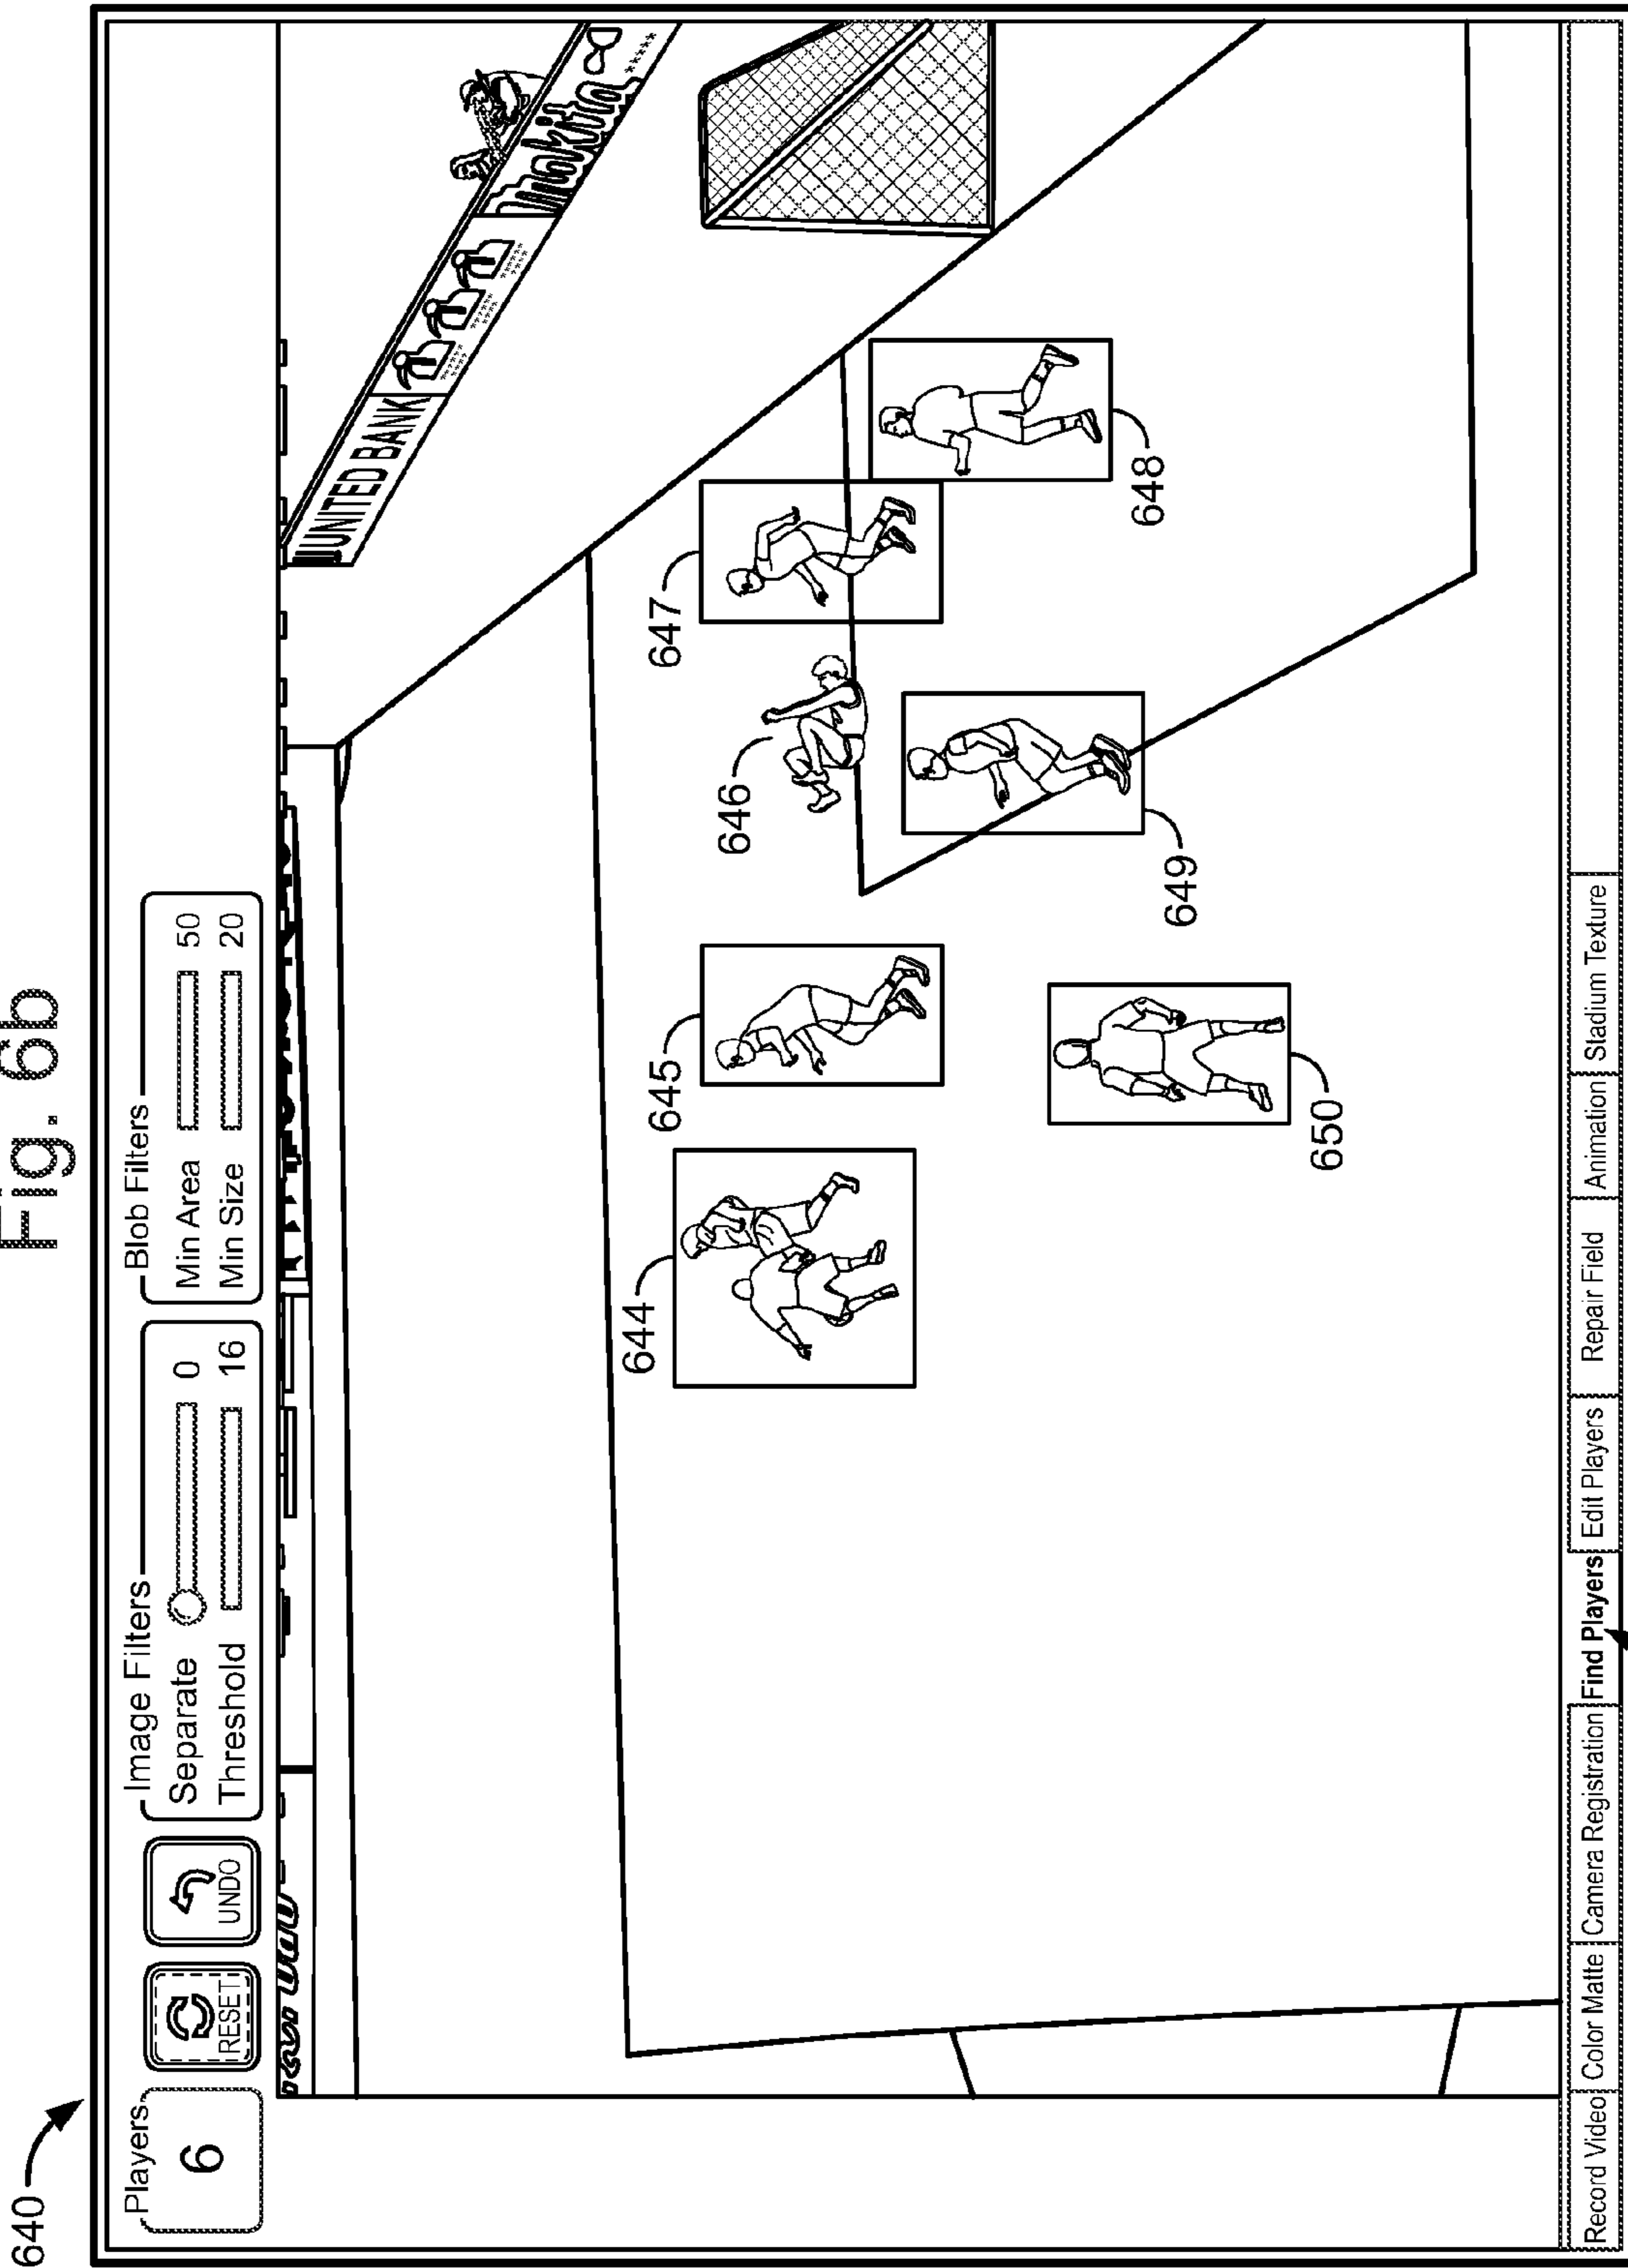 Fig. 6b
640
Players
6
RESET
UNDO
Image Filters
Separate 0
Threshold 16
Blob Filters
Min Area 50
Min Size 20
UNITED BANK
Makita
644
645
646
647
648
649
650
Record Video Color Matte Camera Registration Find Players Edit Players Repair Field Animation Stadium Texture